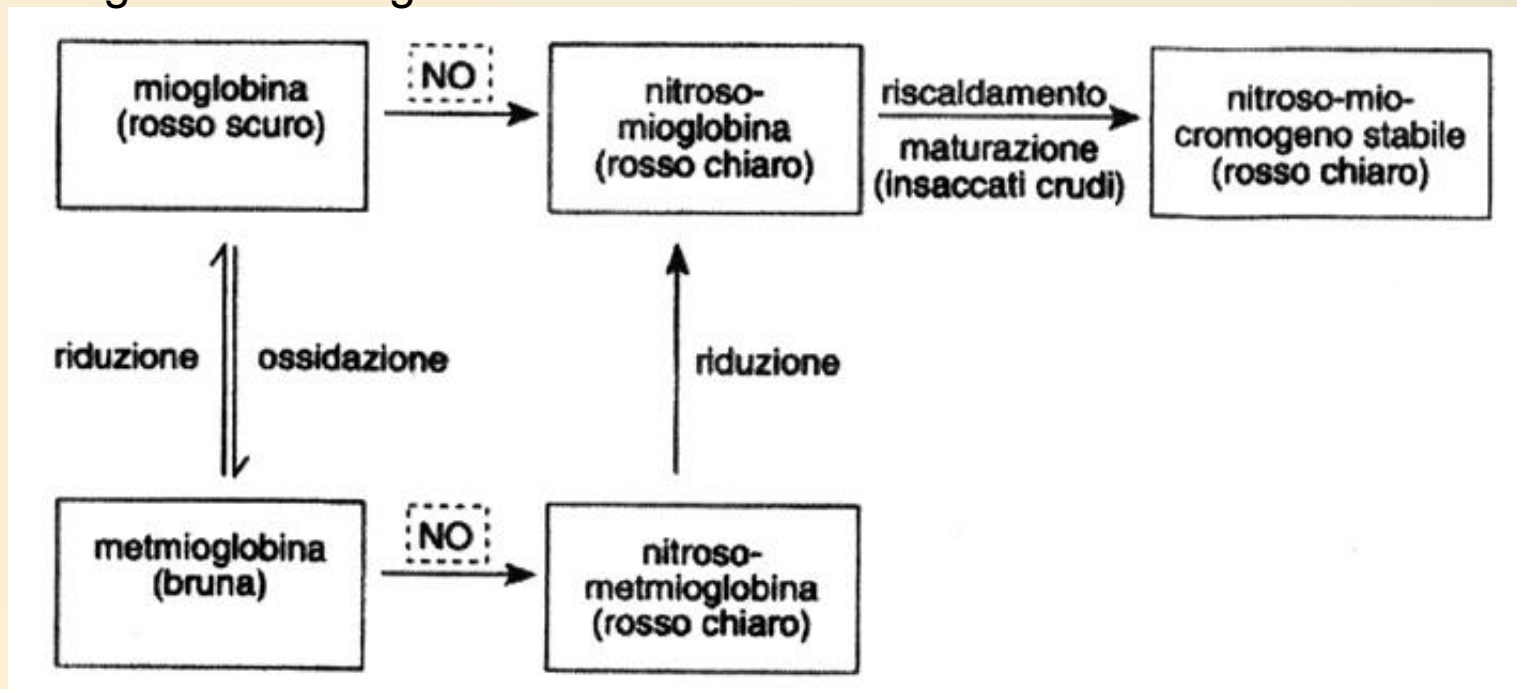 mioglobina
(rosso scuro)
NO
nitroso-
mioglobina
(rosso chiaro)
riscaldamento
maturazione
(insaccati crudi)
nitroso-mio-
cromogeno stabile
(rosso chiaro)
riduzione
ossidazione
riduzione
metmioglobina
(bruna)
NO
nitroso-
metmioglobina
(rosso chiaro)